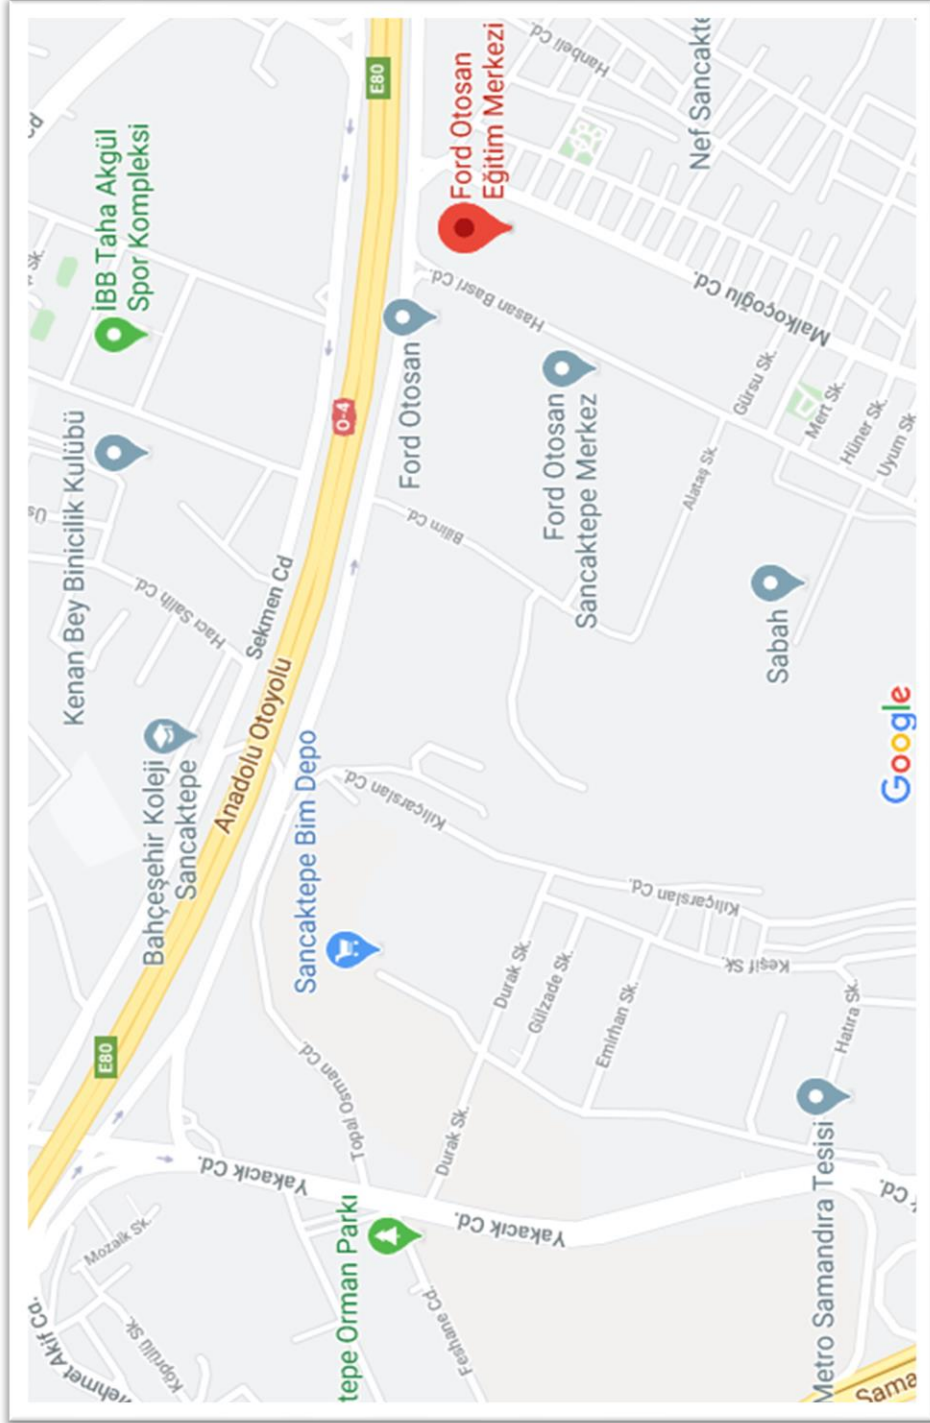 Mehmet Akif Cd.
Köprülü Sk.
Mozaik Sk.
E80
Bahçeşehir Koleji
Sancaktepe
Kenan Bey Binicilik Kulübü
İBB Taha Akgül
Spor Kompleksi
Hacı Salih Cd.
Sekmen Cd
Anadolu Otoyolu
O-4
E80
Yakacık Cd.
tepe Orman Parkı
Feshane Cd.
Topal Osman Cd.
Sancaktepe Bim Depo
Kılıçarslan Cd.
Bilim Cd.
Ford Otosan
Ford Otosan
Eğitim Merkezi
Hasan Basri Cd.
Hanbeli Cd.
Yakacık Cd.
Durak Sk.
Durak Sk.
Gülzade Sk.
Emirhan Sk.
Kılıçarslan Cd.
Keşif Sk.
Hatıra Sk.
Ford Otosan
Sancaktepe Merkez
Alataş Sk.
Gürsu Sk.
Malkoçoğlu Cd.
Nef Sancakte
Mert Sk.
Hüner Sk.
Uyum Sk
Sabah
Metro Samandıra Tesisi
Sama
Google